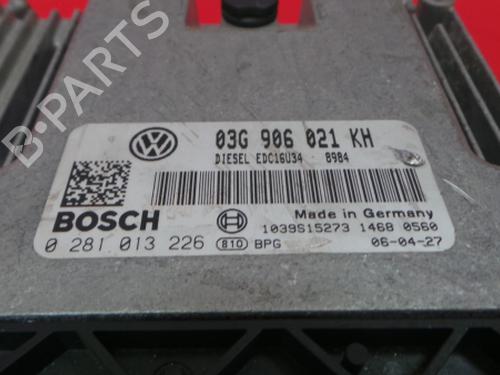 03G 906 021 KH
DIESEL EDC16U34 8984
BOSCH
Made in Germany
0 281 013 226 810 BPG
1039S15273 1468 0560
06-04-27
B-PARTS